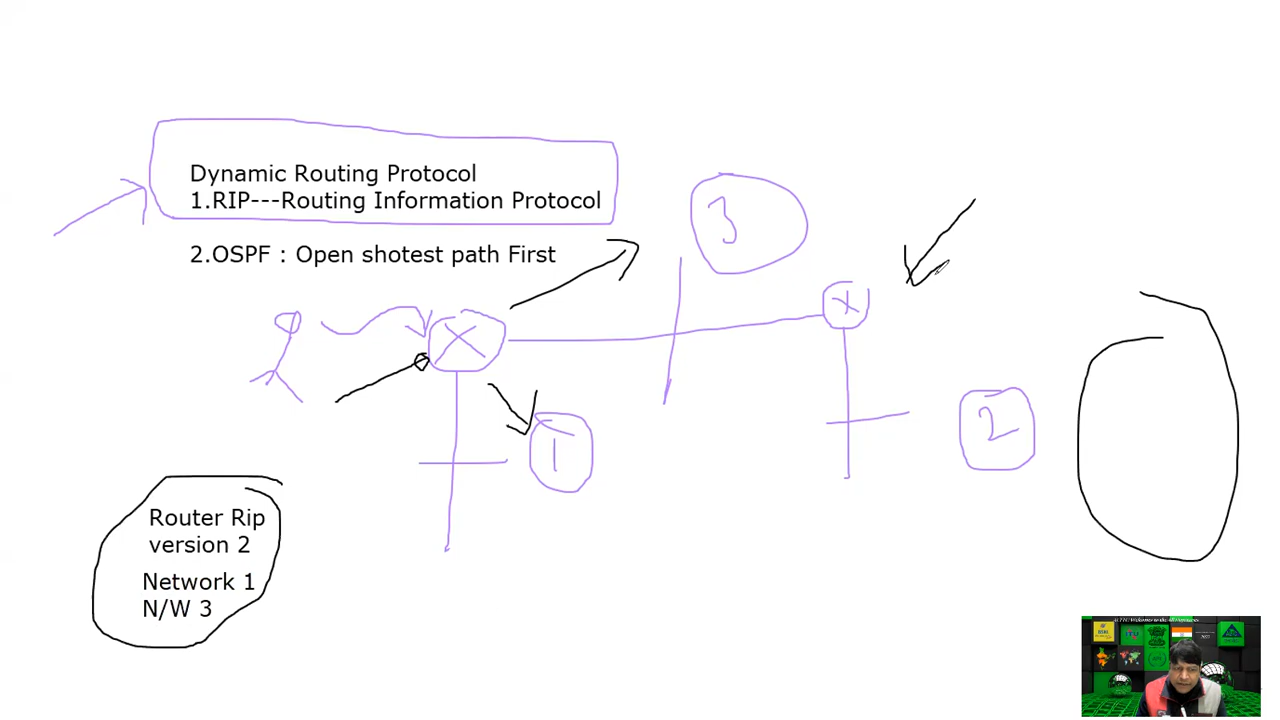 Dynamic Routing Protocol
1.RIP---Routing Information Protocol
2.OSPF : Open shotest path First
3
X
X
1
2
Router Rip
version 2
Network 1
N/W 3